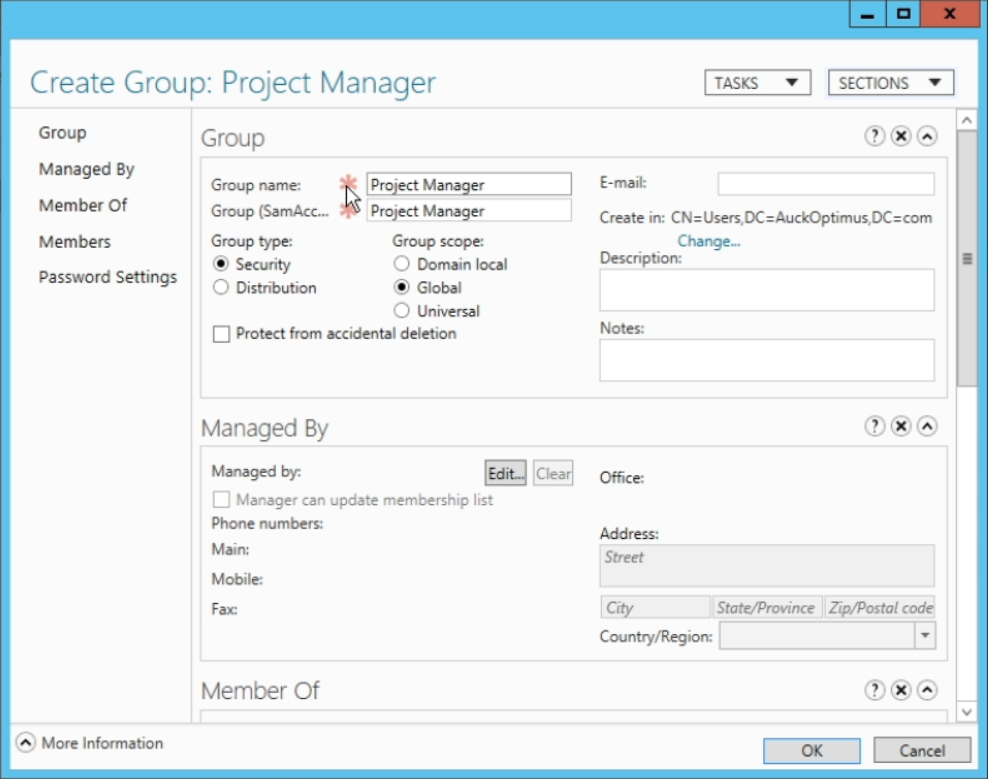 Create Group: Project Manager
TASKS
SECTIONS
Group
Managed By
Member Of
Members
Password Settings
Group
Group name:
Project Manager
Group (SamAcc...
Project Manager
Group type:
Security
Distribution
Group scope:
Domain local
Global
Universal
Protect from accidental deletion
E-mail:
Create in: CN=Users,DC=AuckOptimus,DC=com
Change...
Description:
Notes:
Managed By
Managed by:
Edit...
Clear
Manager can update membership list
Phone numbers:
Main:
Mobile:
Fax:
Office:
Address:
Street
City
State/Province
Zip/Postal code
Country/Region:
Member Of
More Information
OK
Cancel